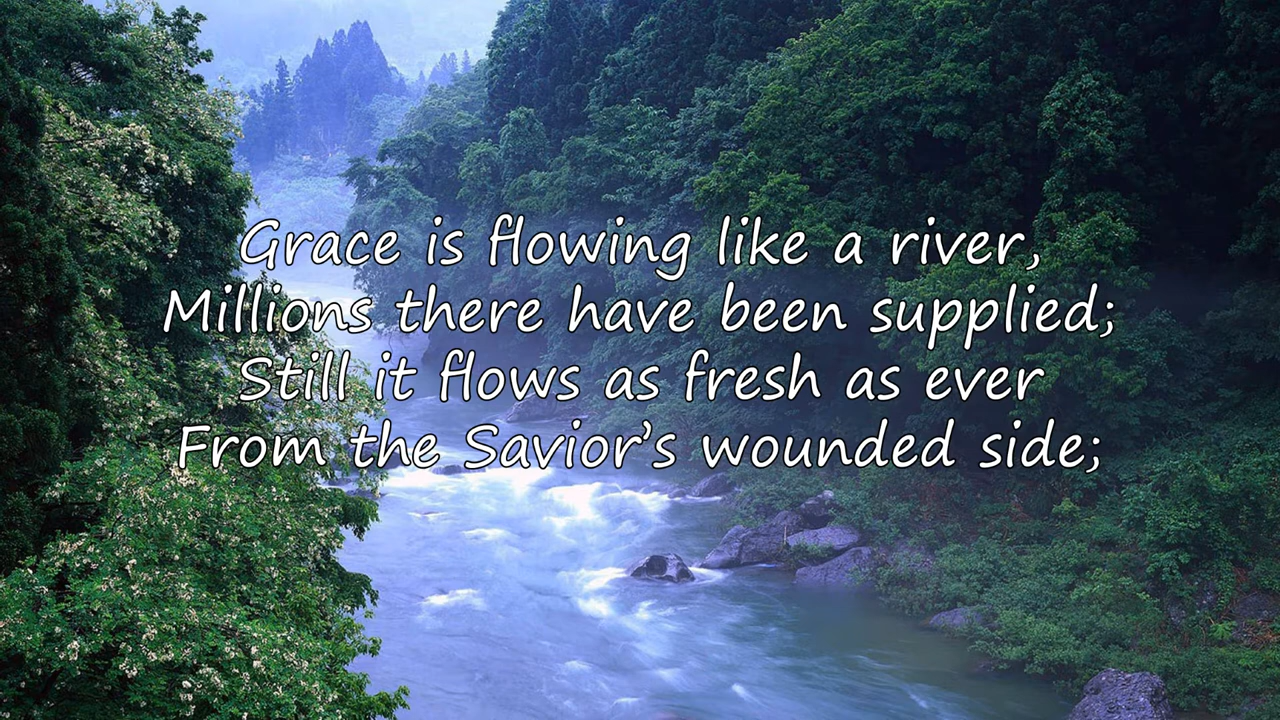 Grace is flowing like a river,
Millions there have been supplied;
Still it flows as fresh as ever
From the Savior’s wounded side;